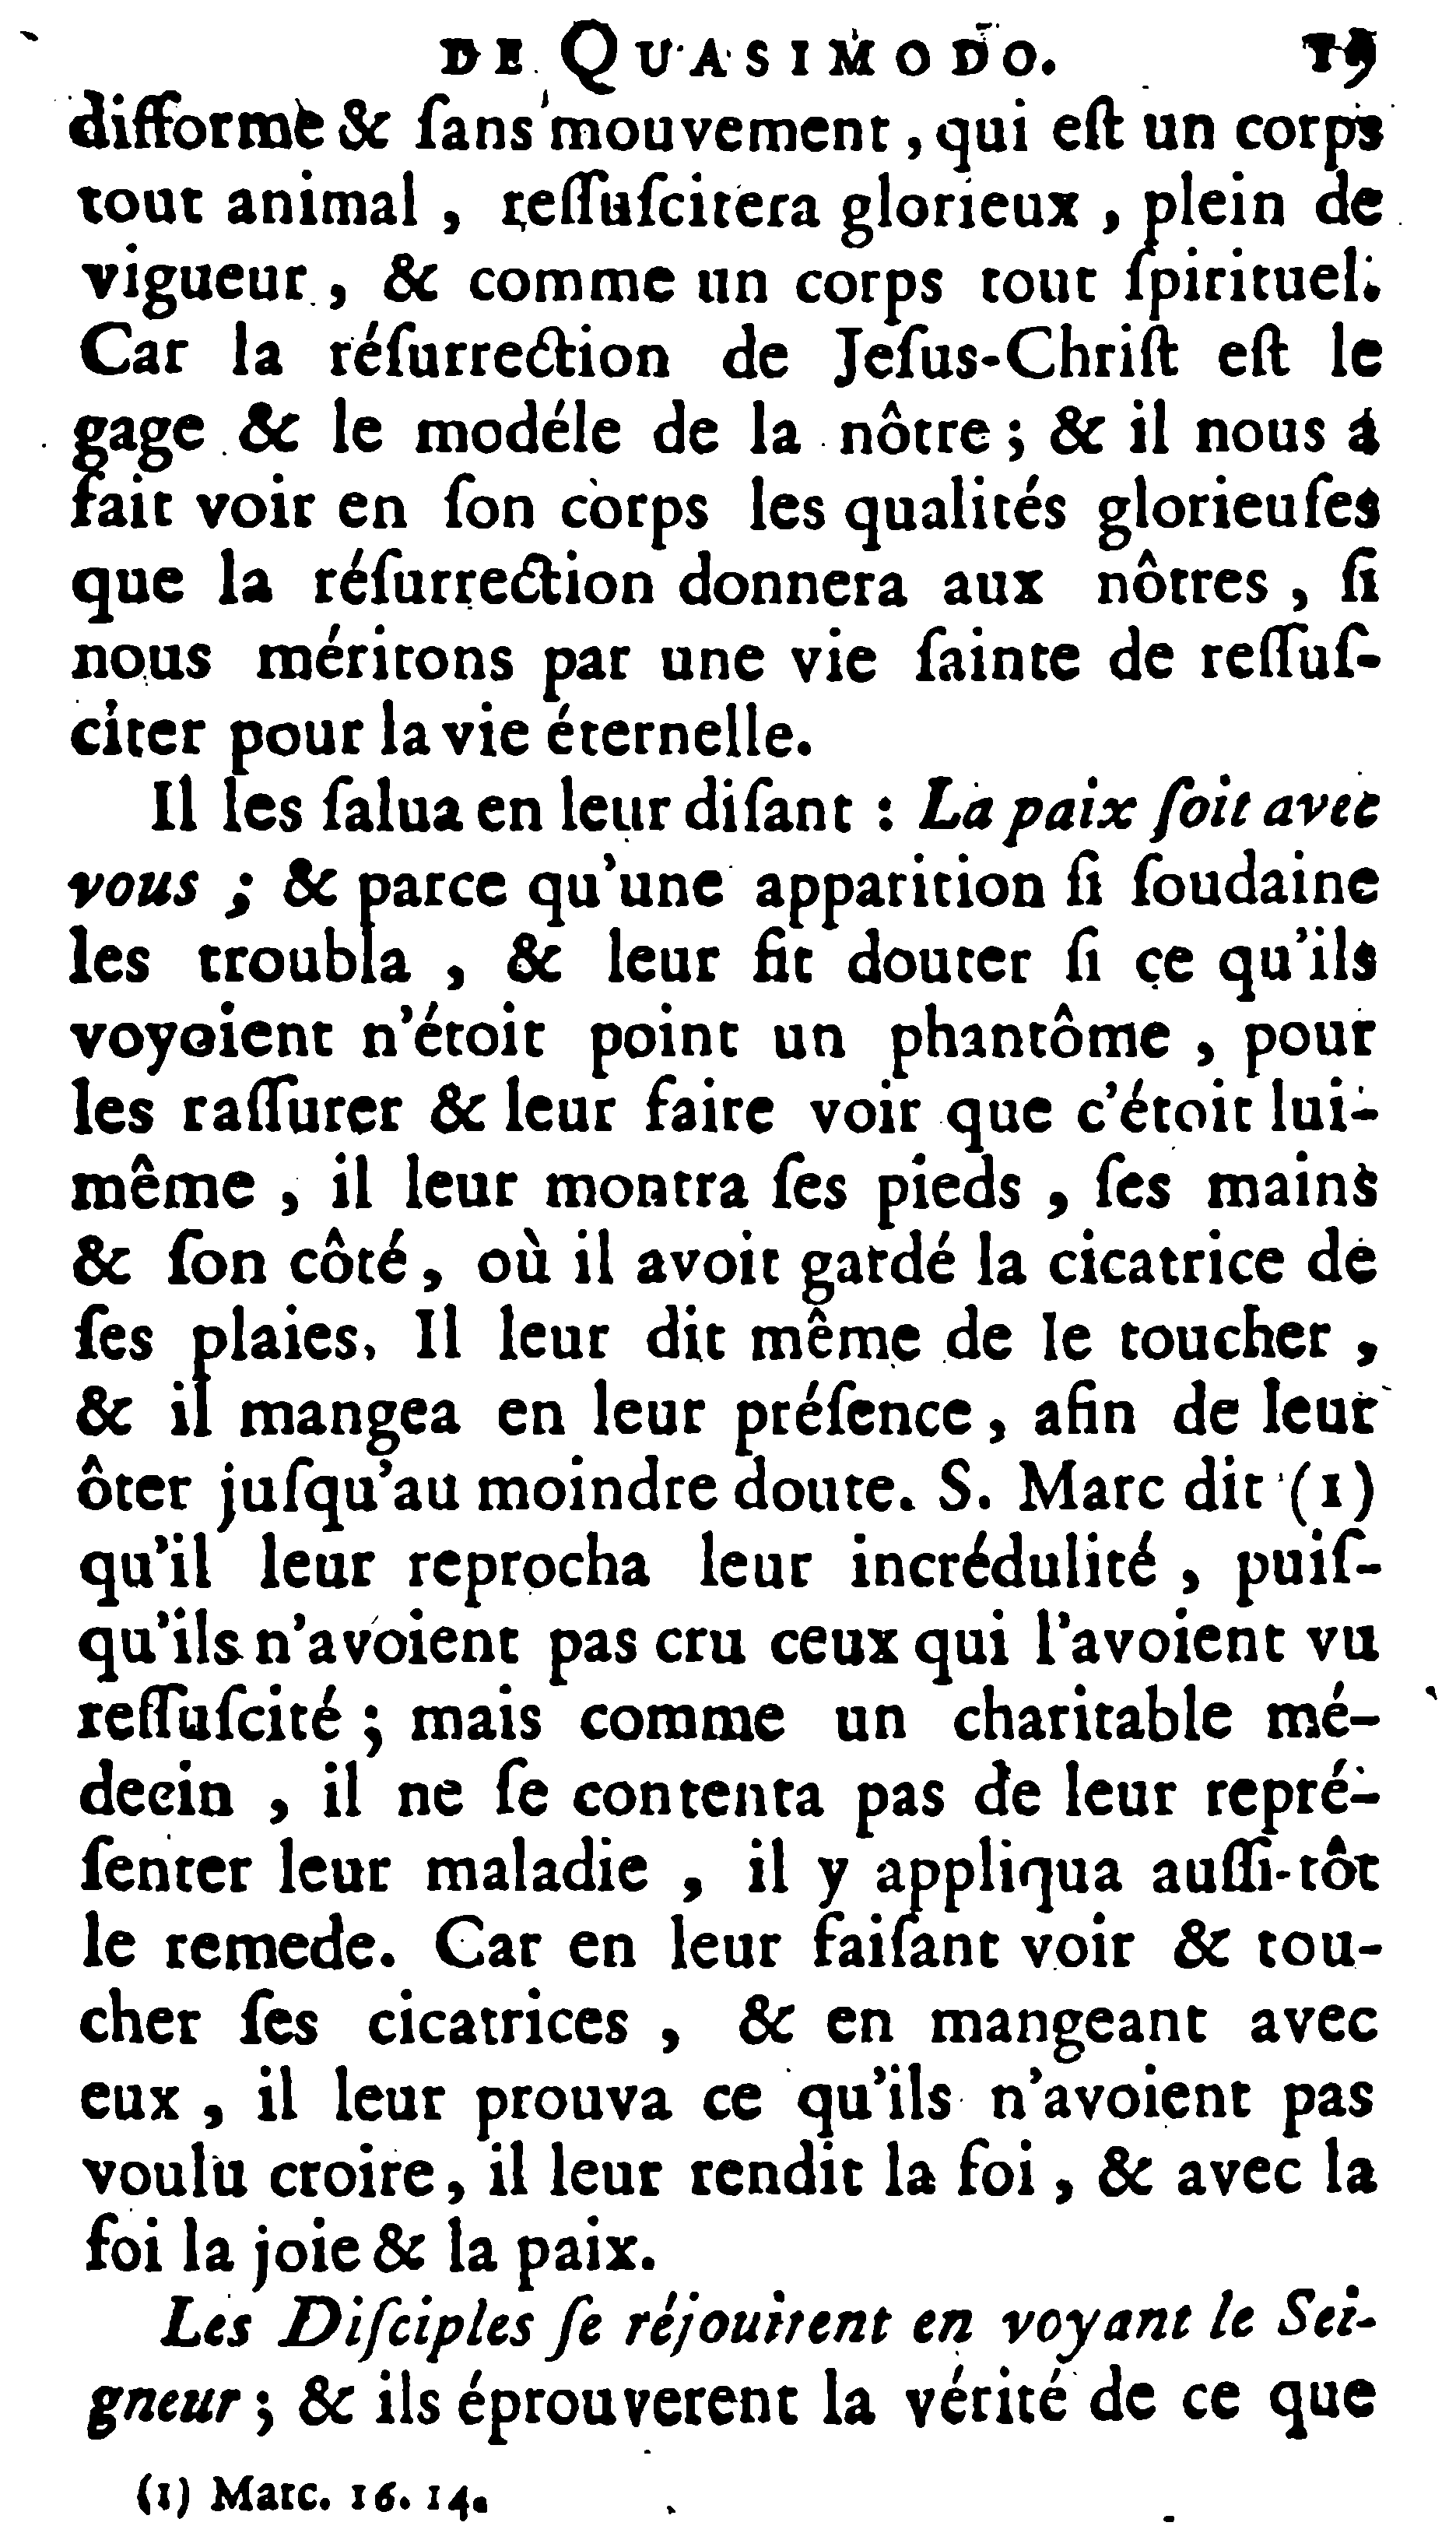 DE QUASIMODO. 19
difforme & ſans mouvement, qui eſt un corps
tout animal, reſſuſcitera glorieux, plein de
vigueur, & comme un corps tout ſpirituel.
Car la réſurrection de Jeſus-Chriſt eſt le
gage & le modéle de la nôtre; & il nous a
fait voir en ſon corps les qualités glorieuſes
que la réſurrection donnera aux nôtres, ſi
nous méritons par une vie ſainte de reſſuſ-
citer pour la vie éternelle.
Il les ſalua en leur diſant : La paix ſoit avec
vous ; & parce qu'une apparition ſi ſoudaine
les troubla, & leur fit douter ſi ce qu'ils
voyoient n'étoit point un phantôme, pour
les raſſurer & leur faire voir que c'étoit lui-
même, il leur montra ſes pieds, ſes mains
& ſon côté, où il avoit gardé la cicatrice de
ſes plaies. Il leur dit même de le toucher,
& il mangea en leur préſence, afin de leur
ôter juſqu'au moindre doute. S. Marc dit (1)
qu'il leur reprocha leur incrédulité, puiſ-
qu'ils n'avoient pas cru ceux qui l'avoient vu
reſſuſcité; mais comme un charitable mé-
decin, il ne ſe contenta pas de leur repré-
ſenter leur maladie, il y appliqua auſſi-tôt
le remede. Car en leur faiſant voir & tou-
cher ſes cicatrices, & en mangeant avec
eux, il leur prouva ce qu'ils n'avoient pas
voulu croire, il leur rendit la foi, & avec la
foi la joie & la paix.
Les Diſciples ſe réjouirent en voyant le Sei-
gneur; & ils éprouverent la vérité de ce que
(1) Marc. 16. 14.